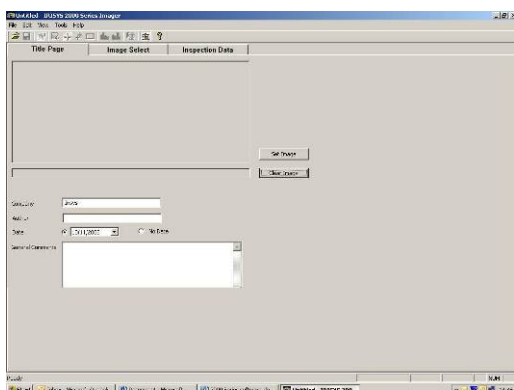 Untitled - IRISYS 2000 Series Imager
File Edit View Tools Help
Title Page Image Select Inspection Data
Set Image
Clear Image
Company
Author
Date No Date
General Comments
Ready NUM